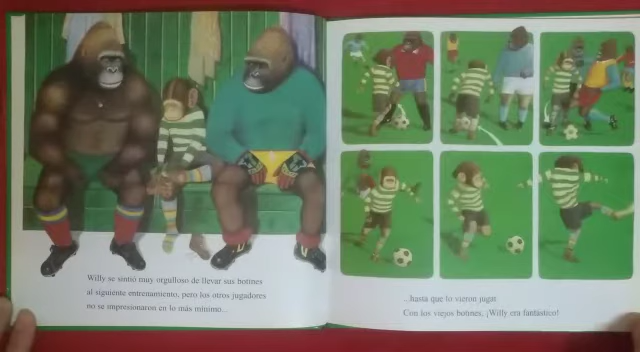 Willy se sintió muy orgulloso de llevar sus botines
al siguiente entrenamiento, pero los otros jugadores
no se impresionaron en lo más mínimo...
...hasta que lo vieron jugar.
Con los viejos botines, ¡Willy era fantástico!